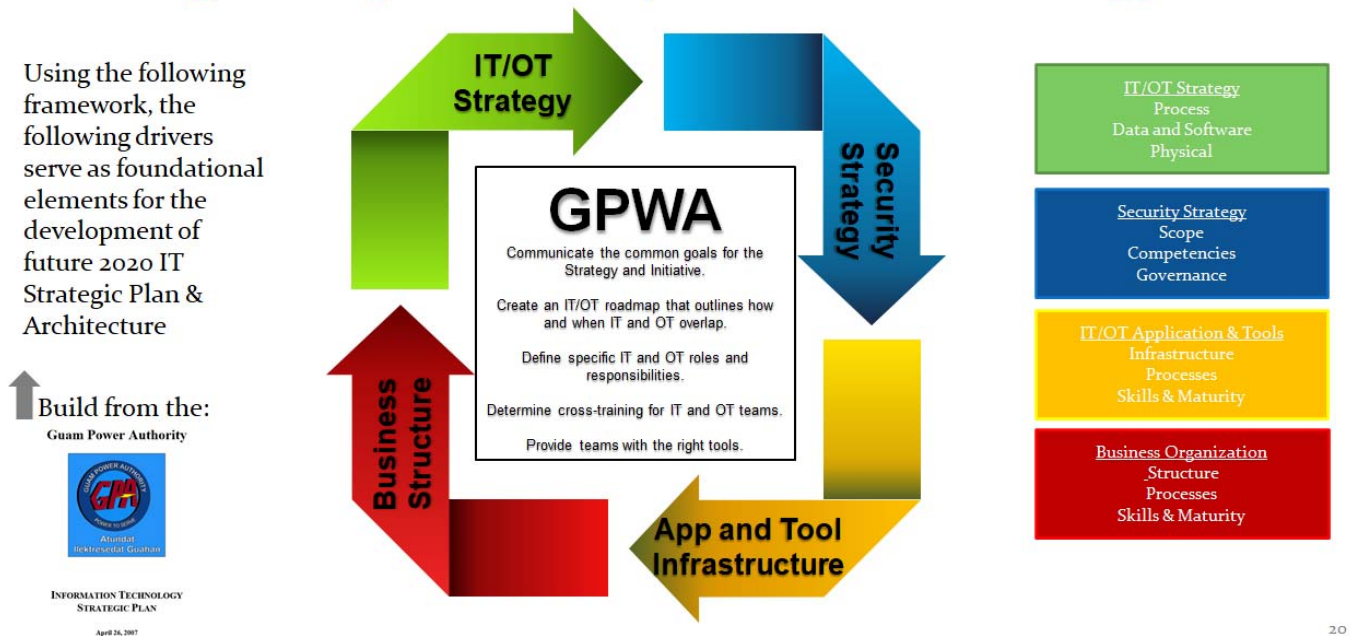 Using the following
framework, the
following drivers
serve as foundational
elements for the
development of
future 2020 IT
Strategic Plan &
Architecture
Build from the:
Guam Power Authority
GUAM POWER AUTHORITY
GPA
POWER TO SERVE
Atundat
Ilektresedat Guahan
INFORMATION TECHNOLOGY
STRATEGIC PLAN
April 26, 2007
IT/OT
Strategy
Security
Strategy
App and Tool
Infrastructure
Business
Structure
GPWA
Communicate the common goals for the
Strategy and Initiative.
Create an IT/OT roadmap that outlines how
and when IT and OT overlap.
Define specific IT and OT roles and
responsibilities.
Determine cross-training for IT and OT teams.
Provide teams with the right tools.
IT/OT Strategy
Process
Data and Software
Physical
Security Strategy
Scope
Competencies
Governance
IT/OT Application & Tools
Infrastructure
Processes
Skills & Maturity
Business Organization
Structure
Processes
Skills & Maturity
20